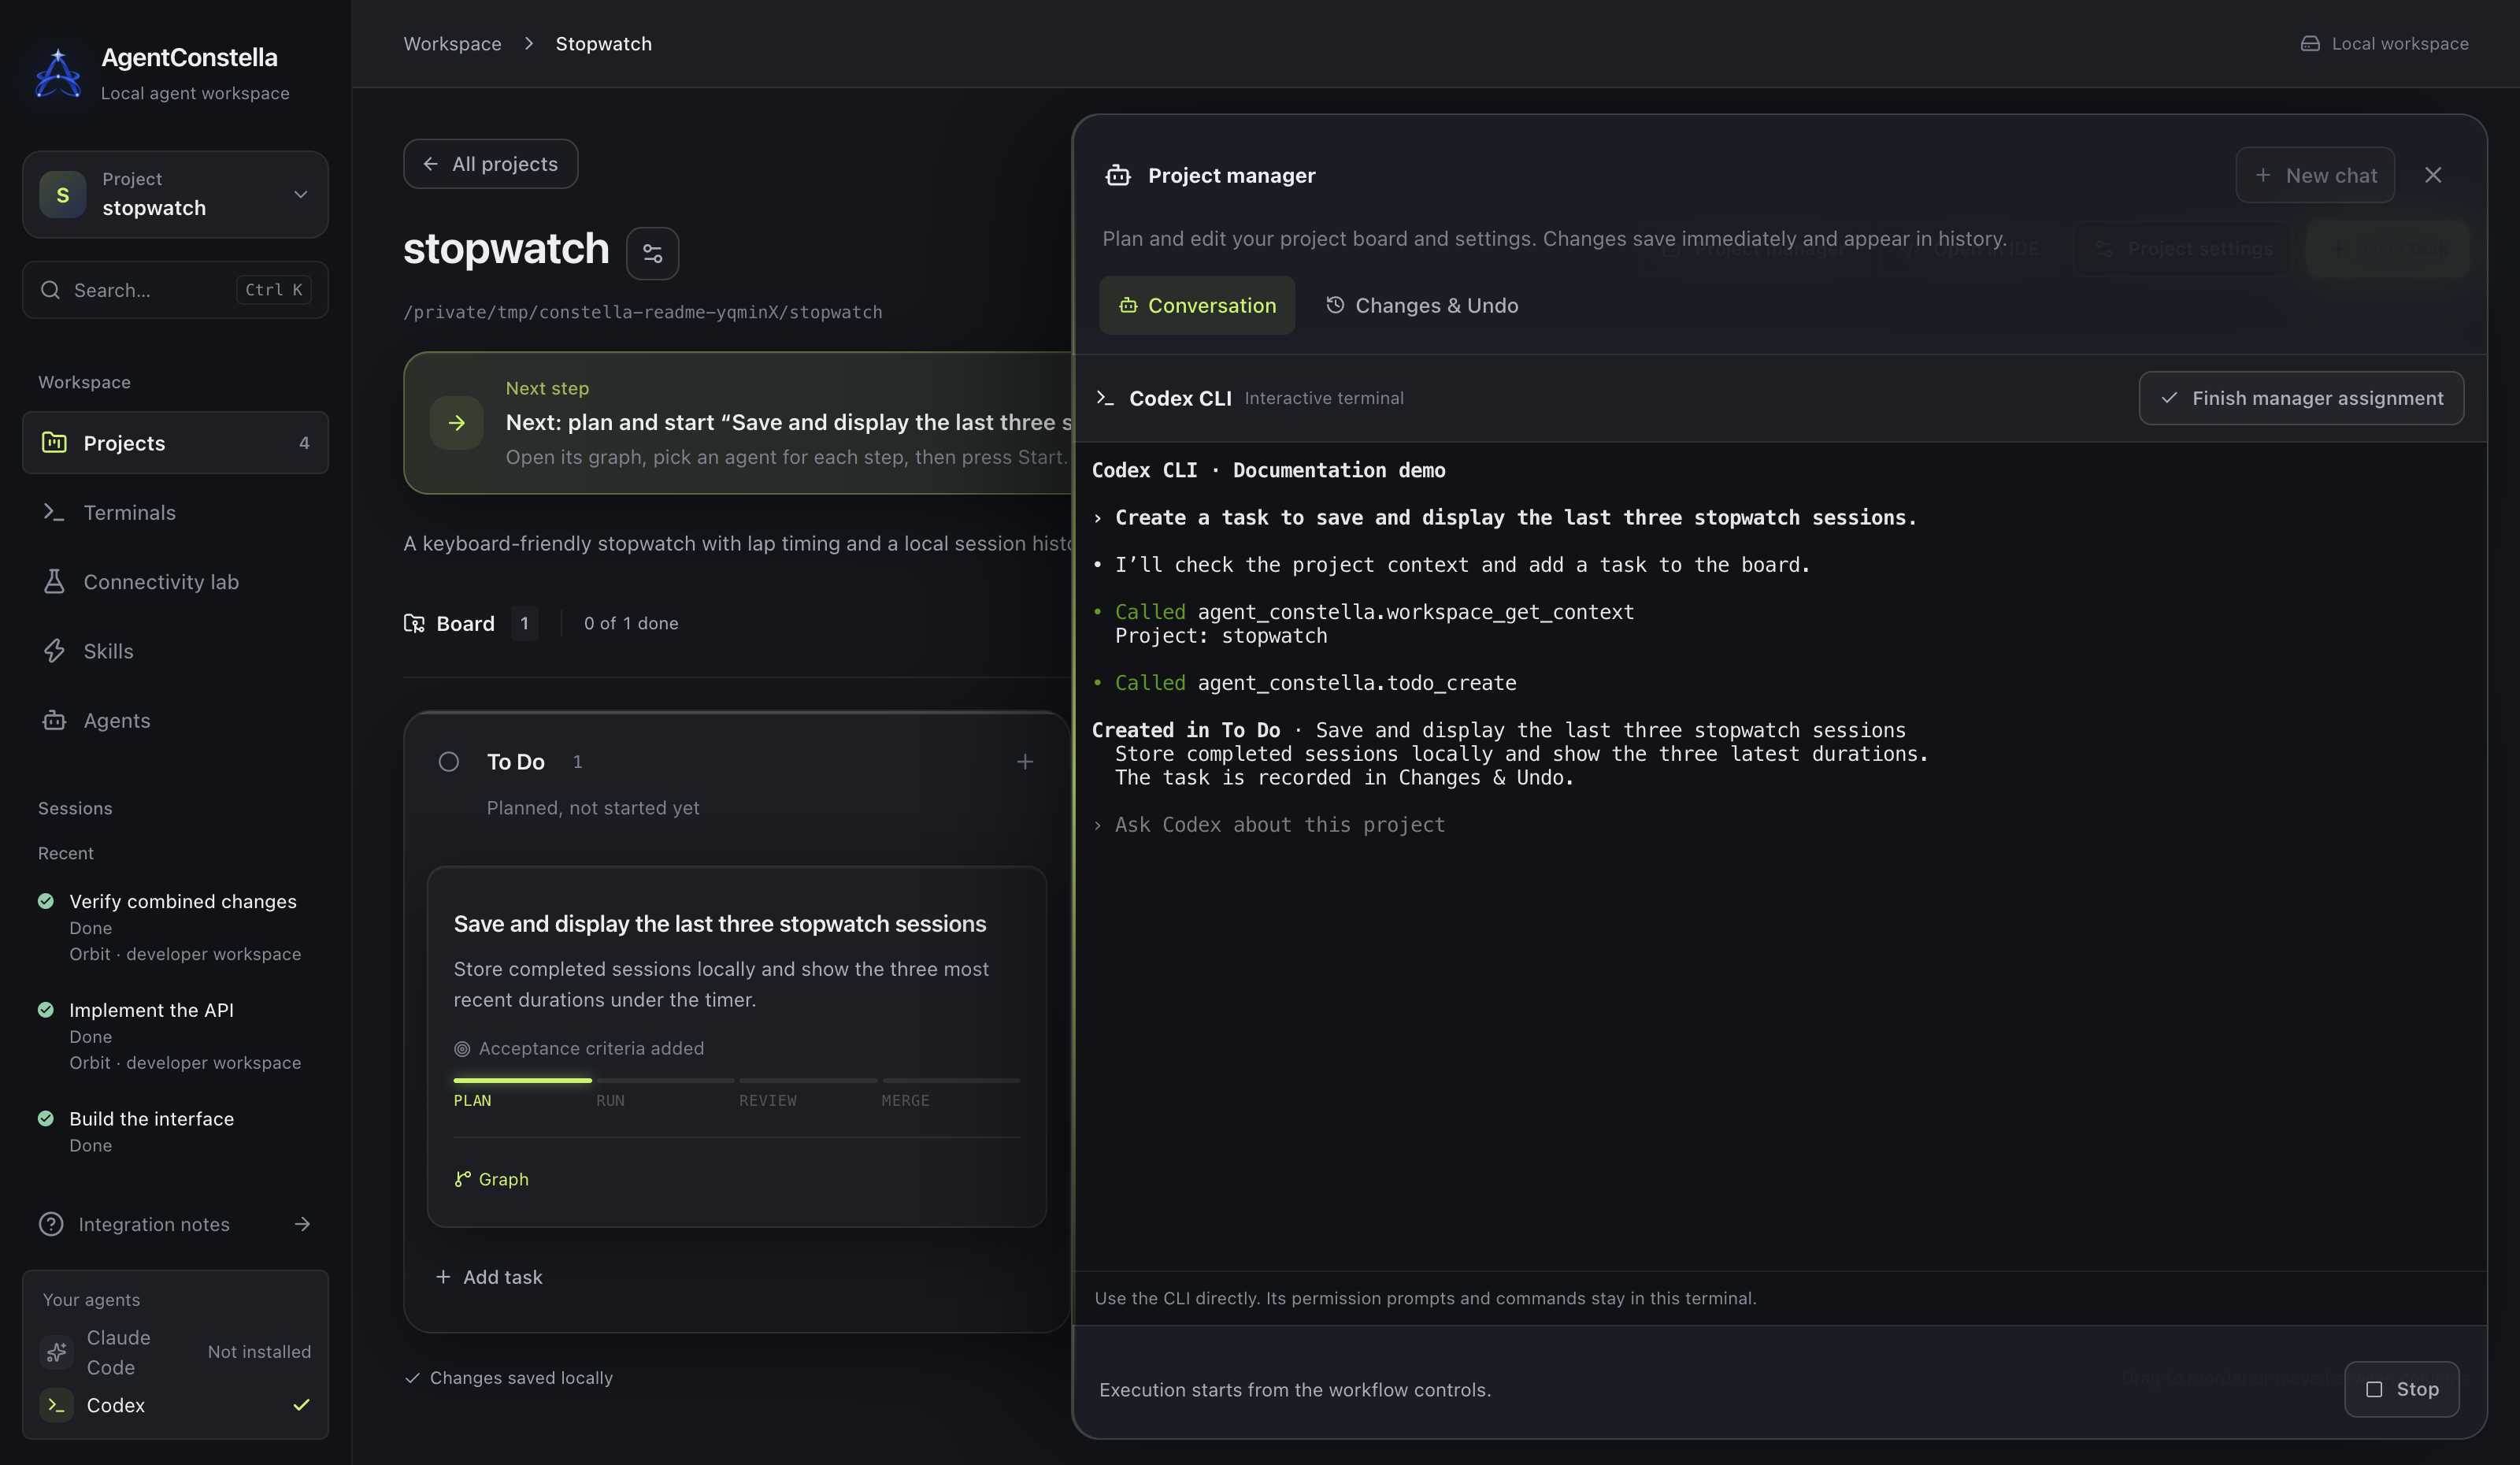 AgentConstella
Local agent workspace
S
Project
stopwatch
Search...
Ctrl K
Workspace
Projects
4
Terminals
Connectivity lab
Skills
Agents
Sessions
Recent
Verify combined changes
Done
Orbit · developer workspace
Implement the API
Done
Orbit · developer workspace
Build the interface
Done
Integration notes
Your agents
Claude
Code
Not installed
Codex
Workspace
Stopwatch
Local workspace
All projects
stopwatch
/private/tmp/constella-readme-yqminX/stopwatch
Next step
Next: plan and start “Save and display the last three s
Open its graph, pick an agent for each step, then press Start.
A keyboard-friendly stopwatch with lap timing and a local session histo
Board
1
0 of 1 done
To Do
1
Planned, not started yet
Save and display the last three stopwatch sessions
Store completed sessions locally and show the three most
recent durations under the timer.
Acceptance criteria added
PLAN
RUN
REVIEW
MERGE
Graph
Add task
Changes saved locally
Project manager
New chat
Plan and edit your project board and settings. Changes save immediately and appear in history.
Project settings
Conversation
Changes & Undo
Codex CLI
Interactive terminal
Finish manager assignment
Codex CLI · Documentation demo
› Create a task to save and display the last three stopwatch sessions.
• I’ll check the project context and add a task to the board.
• Called agent_constella.workspace_get_context
Project: stopwatch
• Called agent_constella.todo_create
Created in To Do · Save and display the last three stopwatch sessions
Store completed sessions locally and show the three latest durations.
The task is recorded in Changes & Undo.
› Ask Codex about this project
Use the CLI directly. Its permission prompts and commands stay in this terminal.
Execution starts from the workflow controls.
Stop